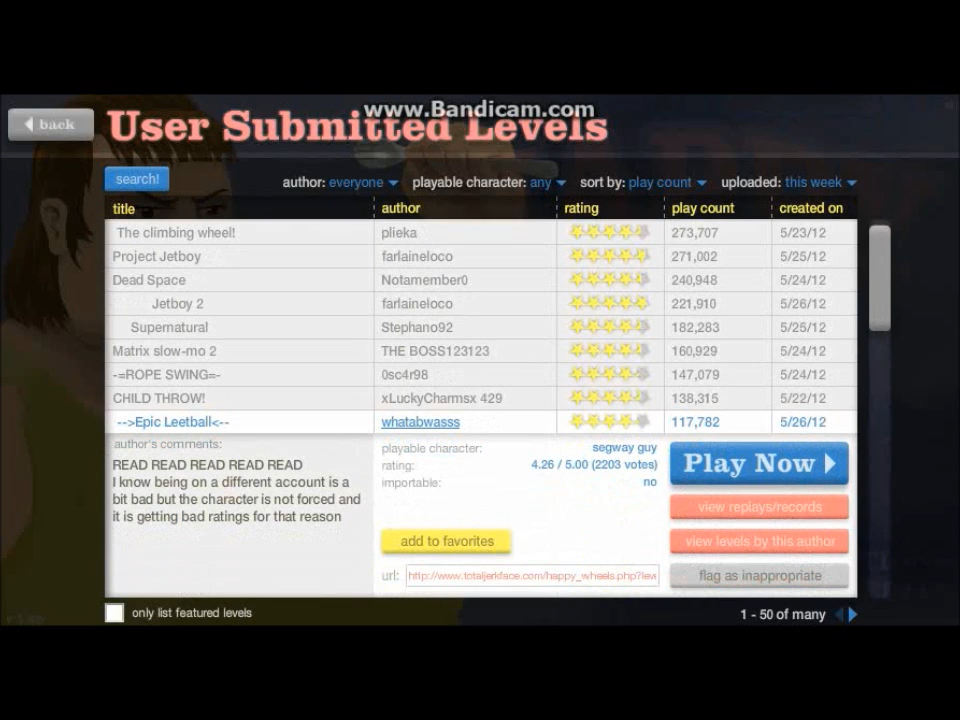 www.Bandicam.com
back
User Submitted Levels
search!
author: everyone playable character: any sort by: play count uploaded: this week
title author rating play count created on
The climbing wheel! plieka 273,707 5/23/12
Project Jetboy farlaineloco 271,002 5/25/12
Dead Space Notamember0 240,948 5/24/12
Jetboy 2 farlaineloco 221,910 5/26/12
Supernatural Stephano92 182,283 5/25/12
Matrix slow-mo 2 THE BOSS123123 160,929 5/24/12
-=ROPE SWING=- 0sc4r98 147,079 5/24/12
CHILD THROW! xLuckyCharmsx 429 138,315 5/22/12
-->Epic Leetball<-- whatabwasss 117,782 5/26/12
author's comments:
READ READ READ READ READ
I know being on a different account is a
bit bad but the character is not forced and
it is getting bad ratings for that reason
playable character: segway guy
rating: 4.26 / 5.00 (2203 votes)
importable: no
add to favorites
url: http://www.totaljerkface.com/happy_wheels.php?lev
Play Now
view replays/records
view levels by this author
flag as inappropriate
only list featured levels
1 - 50 of many